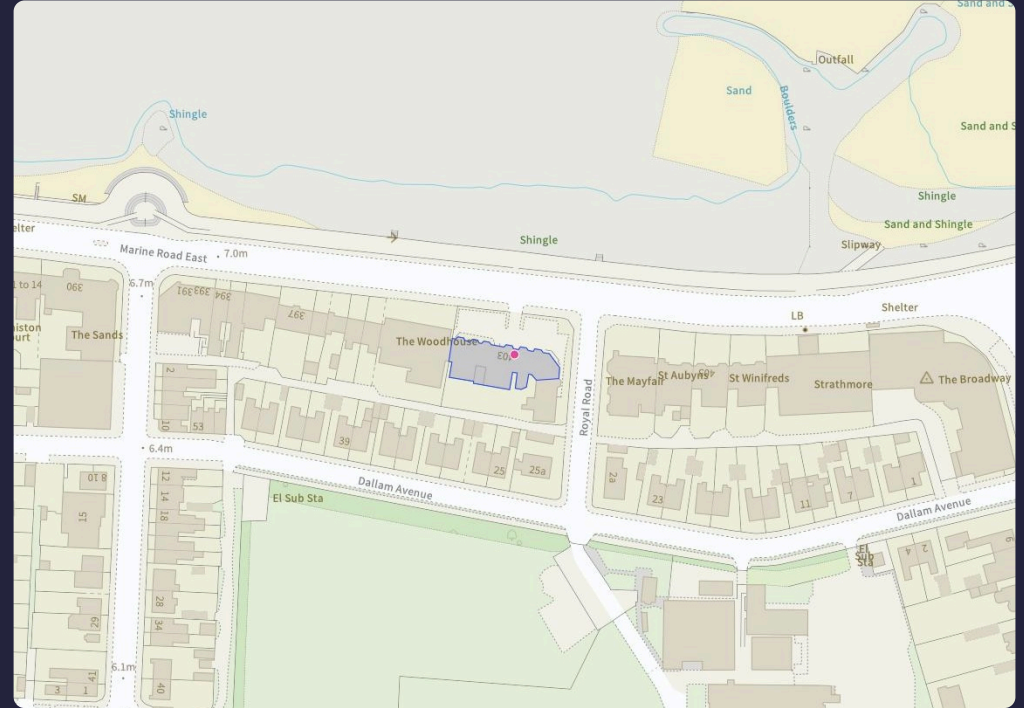 Sand and S
Outfall
Sand
Boulders
Shingle
Sand and S
Shingle
SM
Sand and Shingle
elter
Shingle
Slipway
Marine Road East
7.0m
6.7m
1 to 14
390
391
393
394
397
LB
Shelter
niston
ourt
The Sands
The Woodhouse
403
The Mayfair
St Aubyns
409
St Winifreds
Strathmore
The Broadway
Royal Road
2
10
53
39
25
25a
2a
23
11
7
1
6.4m
Dallam Avenue
Dallam Avenue
El Sub Sta
8 10
12
14
18
15
El
Sub
Sta
4
2
9
28
34
29
6.1m
41
3
1
40